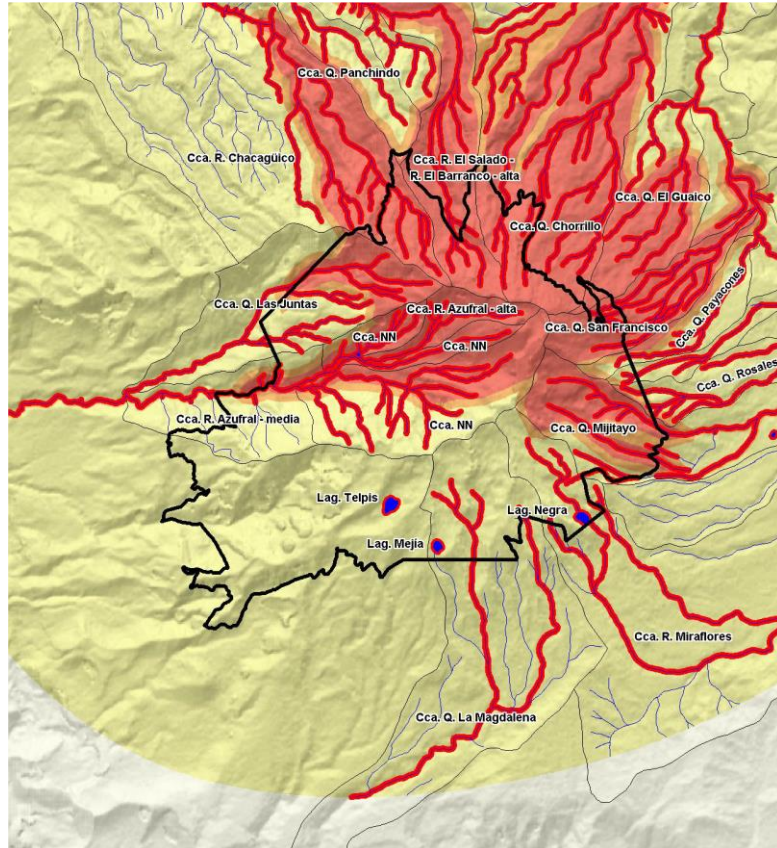 Cca. Q. Panchindo
Cca. R. Chacagüico
Cca. R. El Salado -
R. El Barranco - alta
Cca. Q. El Guaico
Cca. Q. Chorrillo
Cca. Q. Payacones
Cca. Q. Las Juntas
Cca. R. Azufral - alta
Cca. Q. San Francisco
Cca. NN
Cca. NN
Cca. Q. Rosales
Cca. R. Azufral - media
Cca. NN
Cca. Q. Mijitayo
Lag. Telpis
Lag. Negra
Lag. Mejía
Cca. R. Miraflores
Cca. Q. La Magdalena